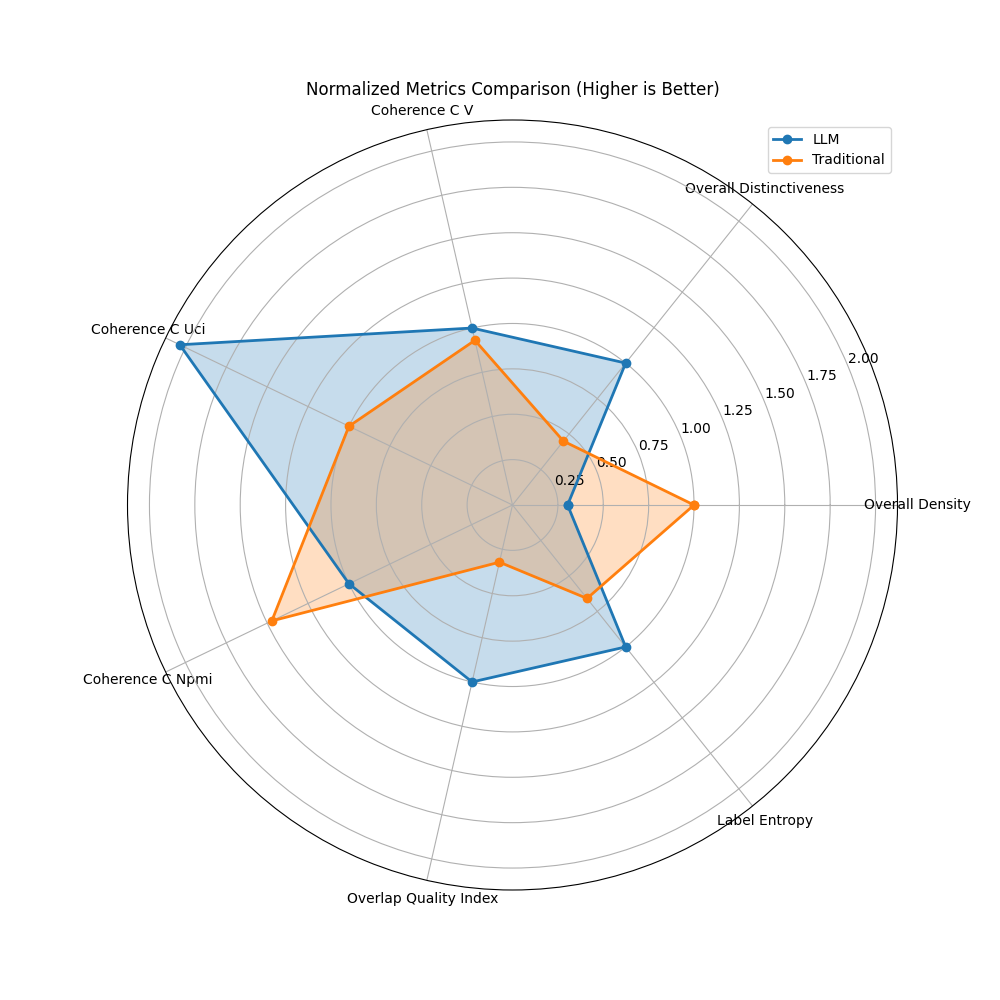 Normalized Metrics Comparison (Higher is Better)
Coherence C V
LLM
Traditional
Overall Distinctiveness
Coherence C Uci
2.00
1.75
1.50
1.25
1.00
0.75
0.50
0.25
Overall Density
Coherence C Npmi
Label Entropy
Overlap Quality Index